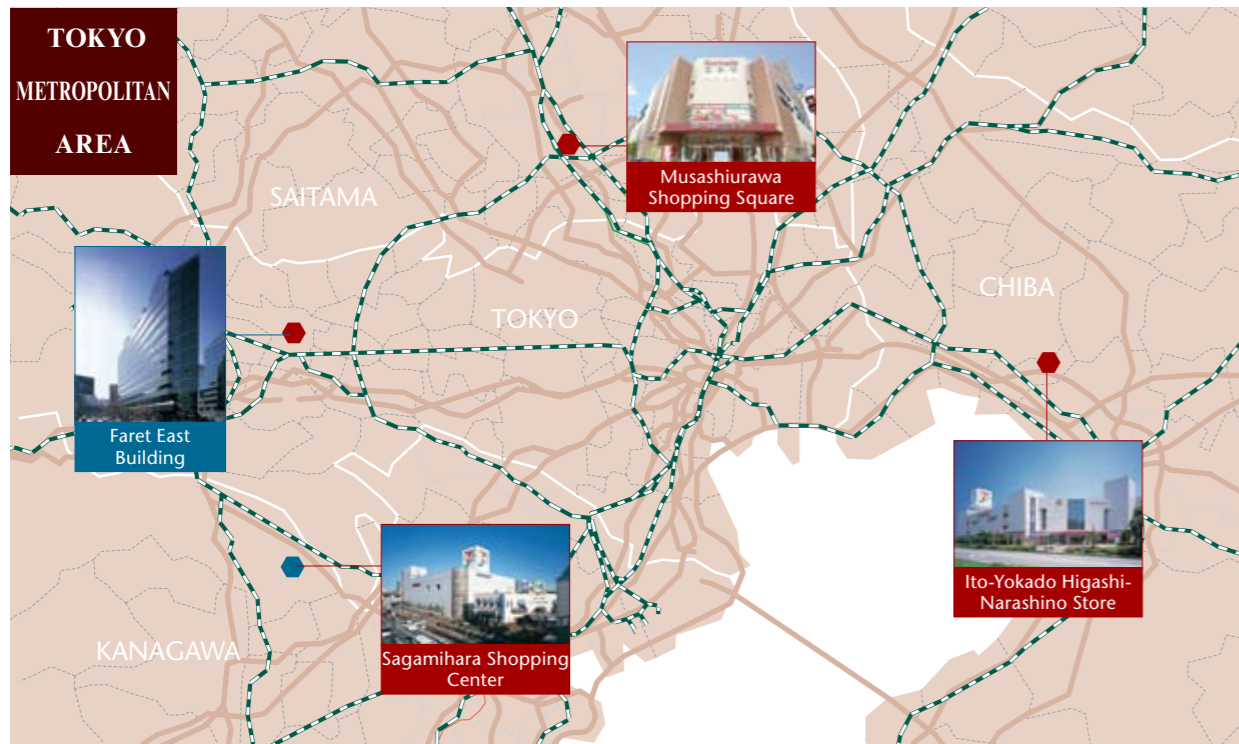 TOKYO
METROPOLITAN
AREA
Musashiurawa
Shopping Square
SAITAMA
CHIBA
TOKYO
Faret East
Building
Ito-Yokado Higashi-
Narashino Store
KANAGAWA
Sagamihara Shopping
Center